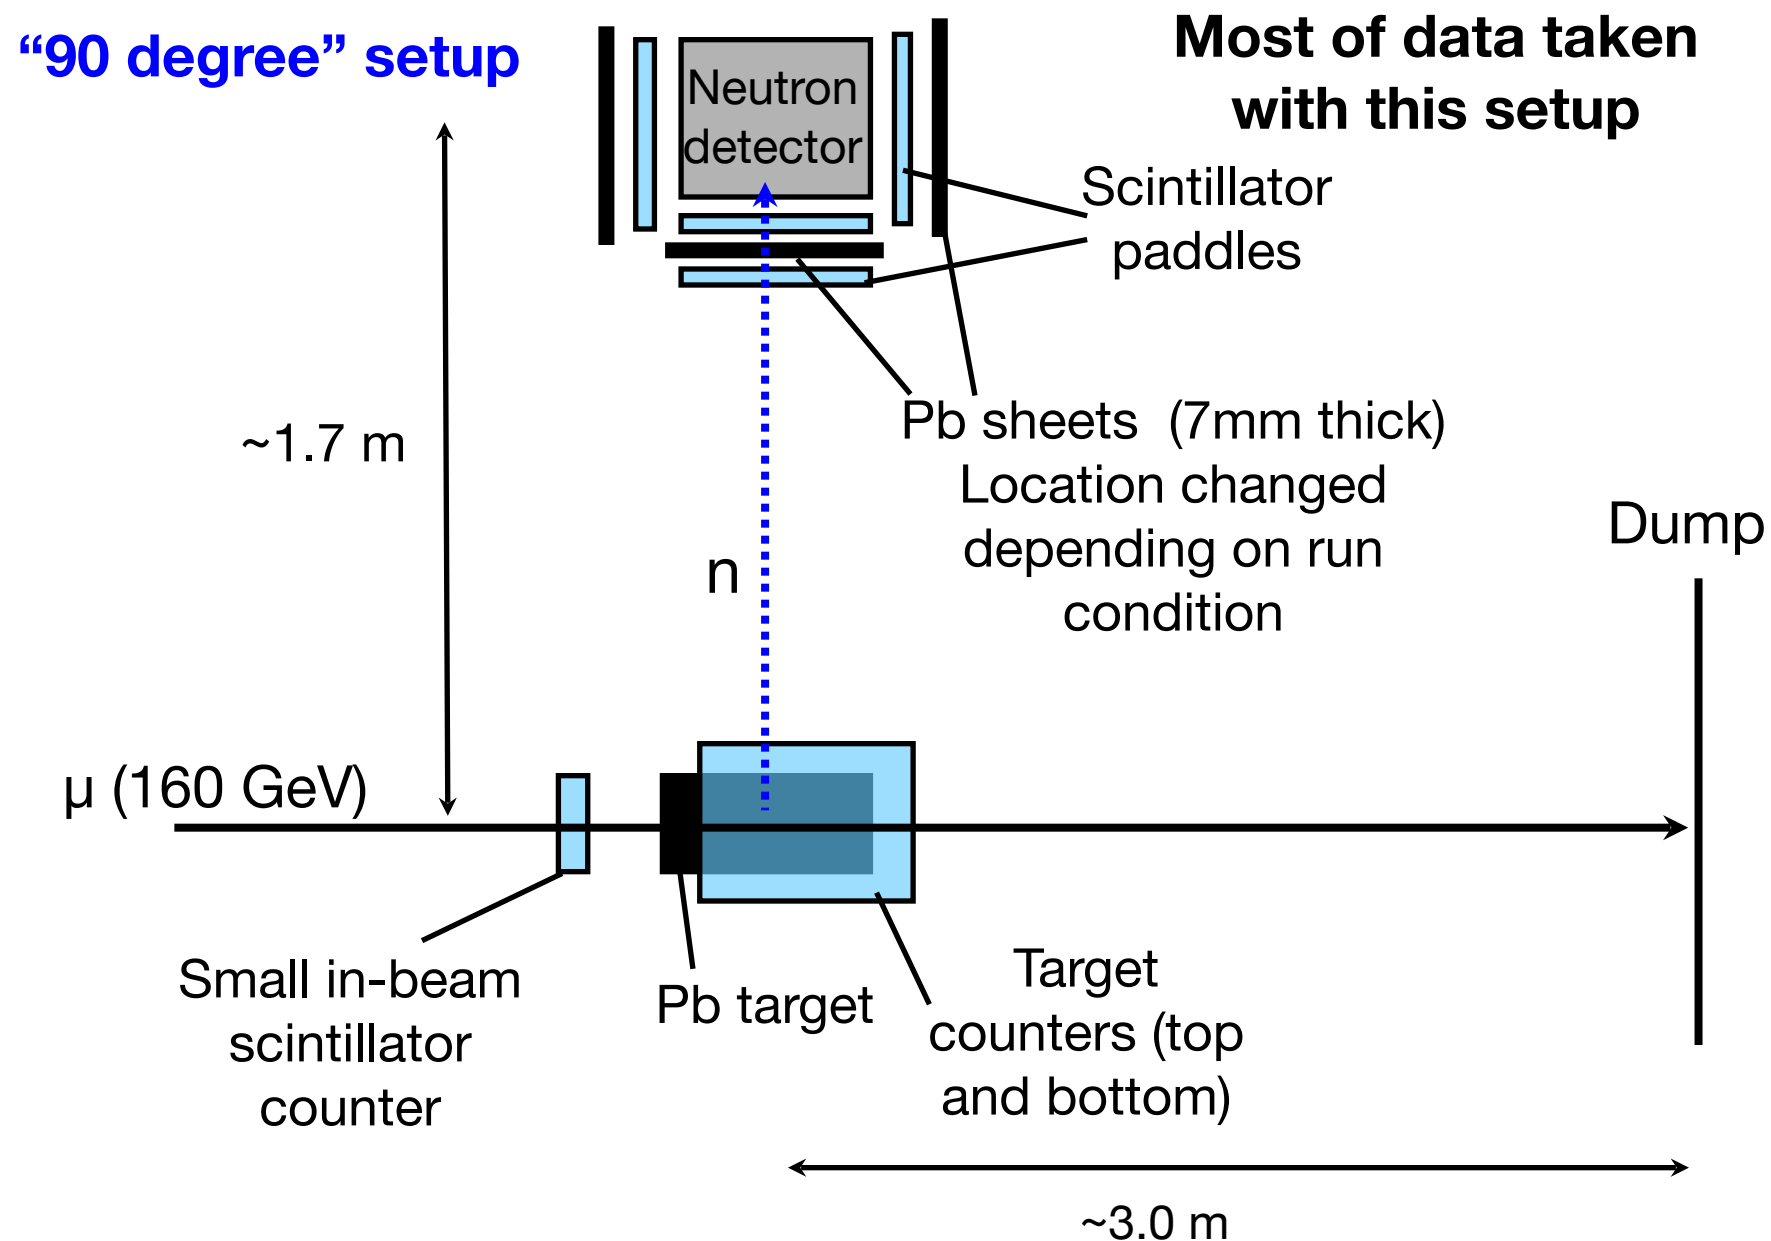 “90 degree” setup
Most of data taken
with this setup
Neutron
detector
Scintillator
paddles
~1.7 m
Pb sheets  (7mm thick)
Location changed
depending on run
condition
Dump
n
μ (160 GeV)
Small in-beam
scintillator
counter
Pb target
Target
counters (top
and bottom)
~3.0 m